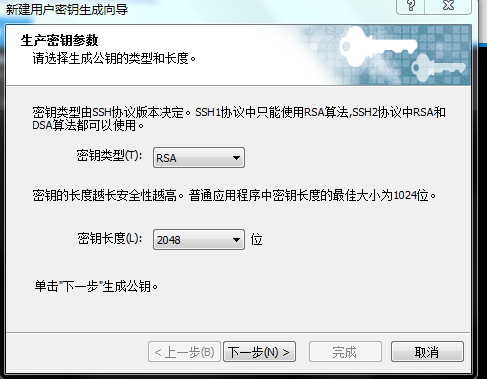 新建用户密钥生成向导
生产密钥参数
请选择生成公钥的类型和长度。
密钥类型由SSH协议版本决定。SSH1协议中只能使用RSA算法,SSH2协议中RSA和
DSA算法都可以使用。
密钥类型(T): RSA
密钥的长度越长安全性越高。普通应用程序中密钥长度的最佳大小为1024位。
密钥长度(L): 2048 位
单击"下一步"生成公钥。
< 上一步(B) 下一步(N) > 完成 取消